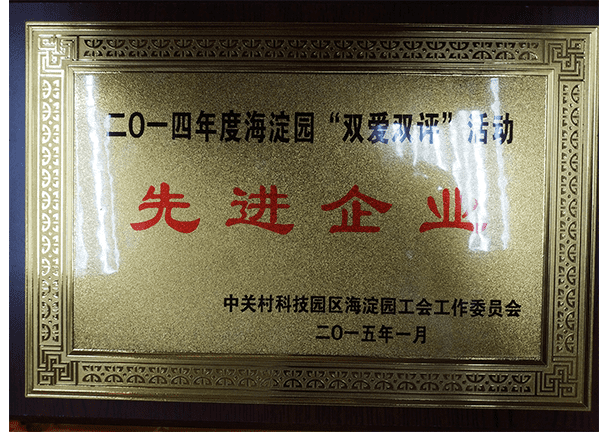 二〇一四年度海淀园“双爱双评”活动
先进企业
中关村科技园区海淀园工会工作委员会
二〇一五年一月